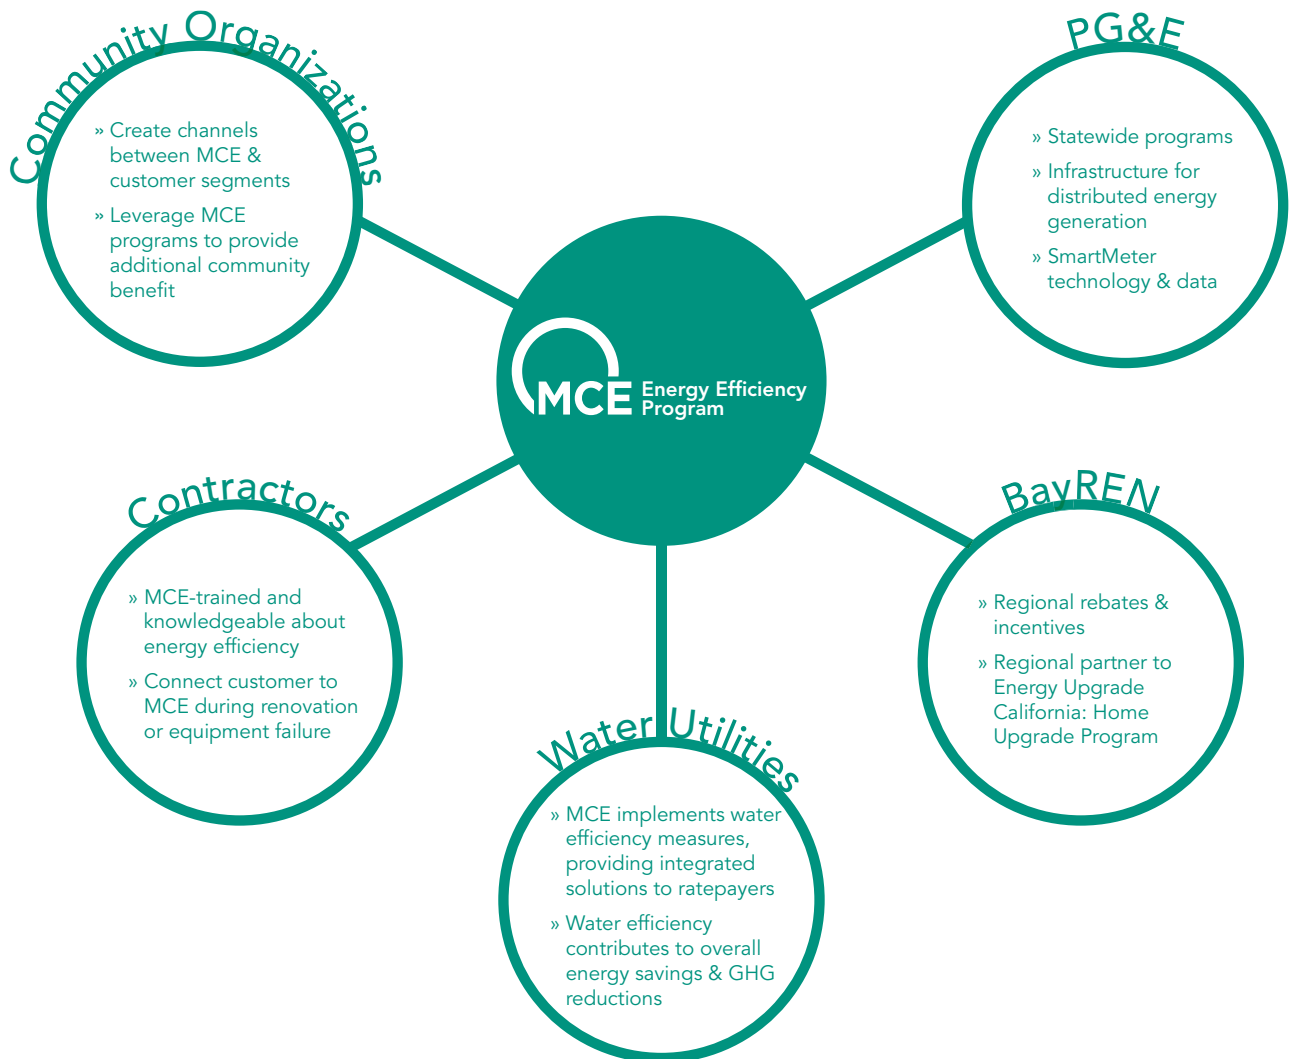 Community Organizations
» Create channels
between MCE &
customer segments
» Leverage MCE
programs to provide
additional community
benefit
PG&E
» Statewide programs
» Infrastructure for
distributed energy
generation
» SmartMeter
technology & data
MCE Energy Efficiency
Program
Contractors
» MCE-trained and
knowledgeable about
energy efficiency
» Connect customer to
MCE during renovation
or equipment failure
BayREN
» Regional rebates &
incentives
» Regional partner to
Energy Upgrade
California: Home
Upgrade Program
Water Utilities
» MCE implements water
efficiency measures,
providing integrated
solutions to ratepayers
» Water efficiency
contributes to overall
energy savings & GHG
reductions